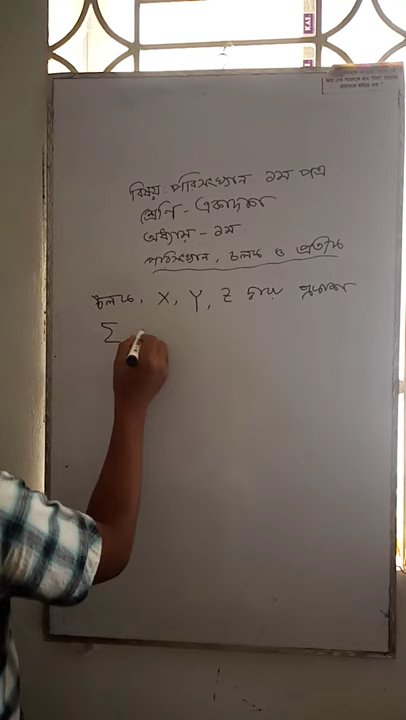 বিষয়: পরিসংখ্যান ১ম পত্র
শ্রেণি - একাদশ
অধ্যায় - ১ম
পরিসংখ্যান, চলক ও প্রতীক
চলক, X, Y, Z দ্বারা প্রকাশ
Σ